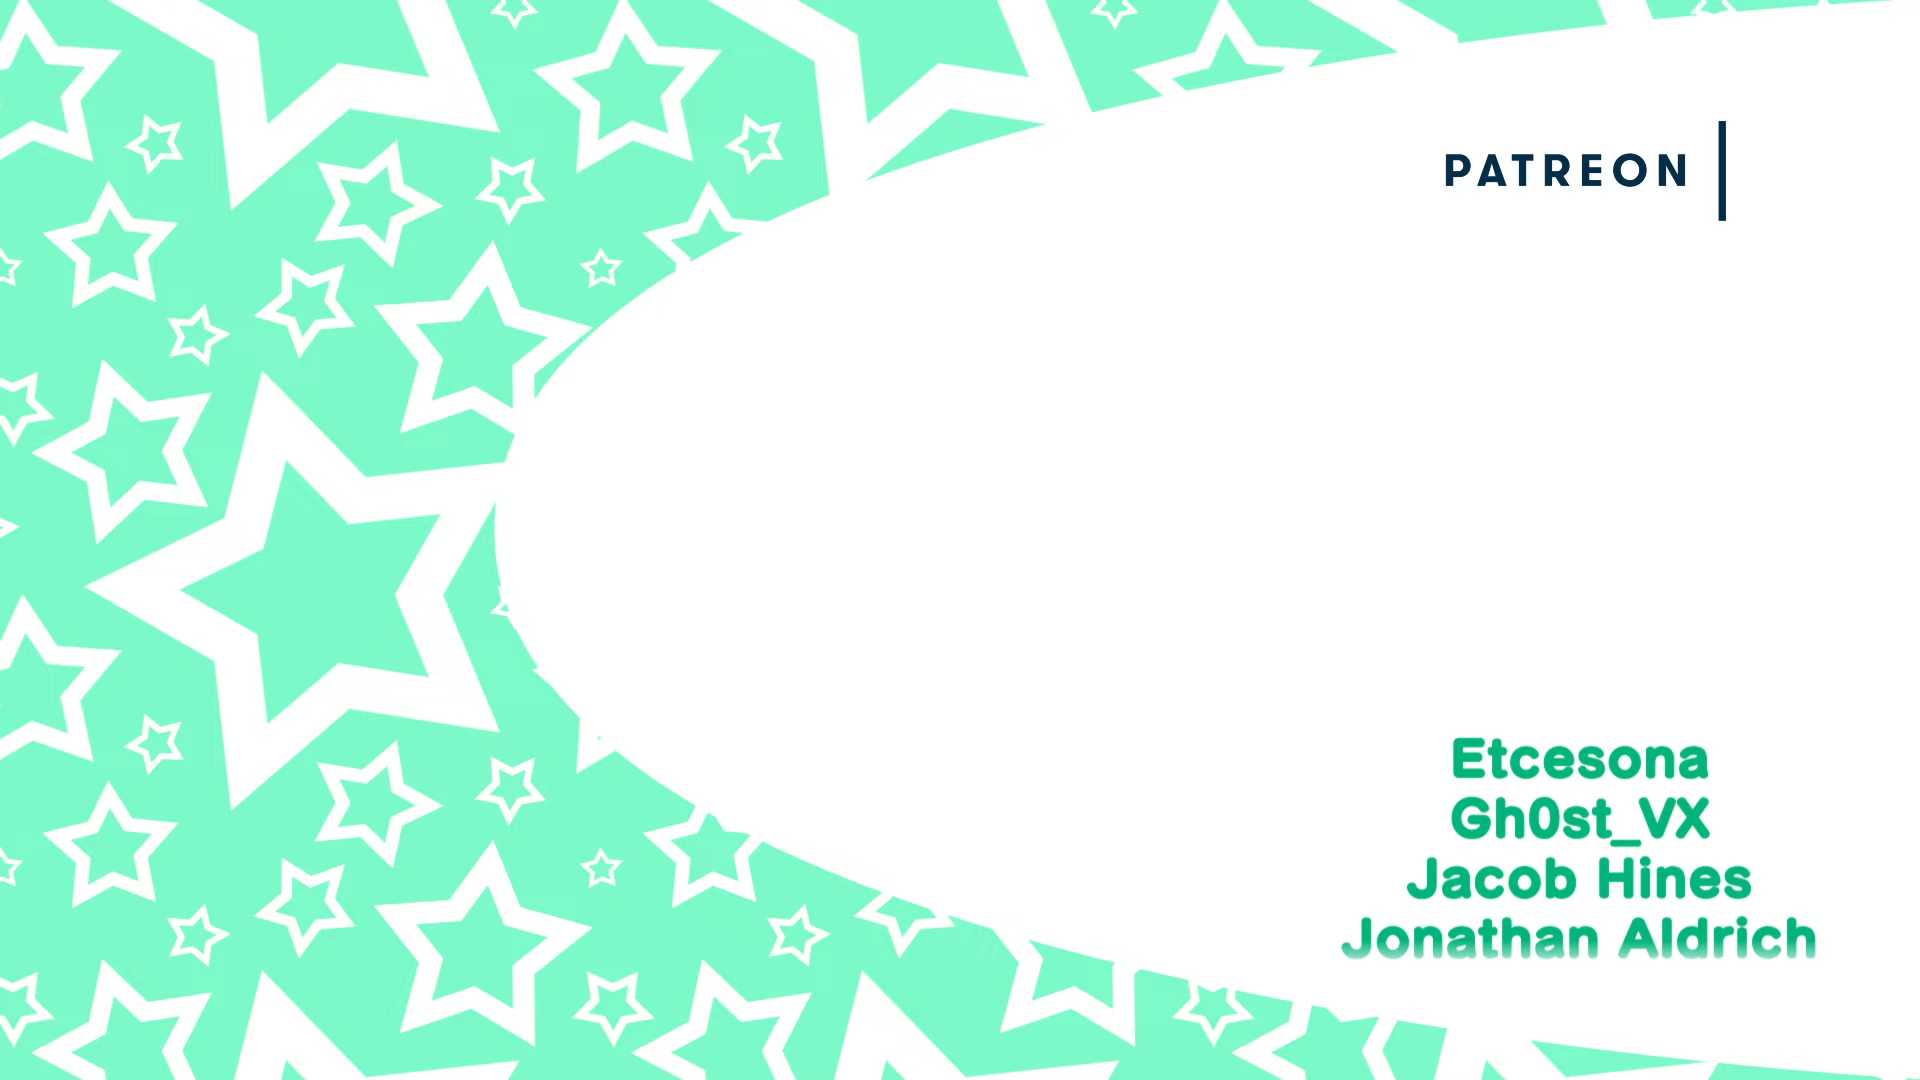 PATREON
Etcesona
Gh0st_VX
Jacob Hines
Jonathan Aldrich